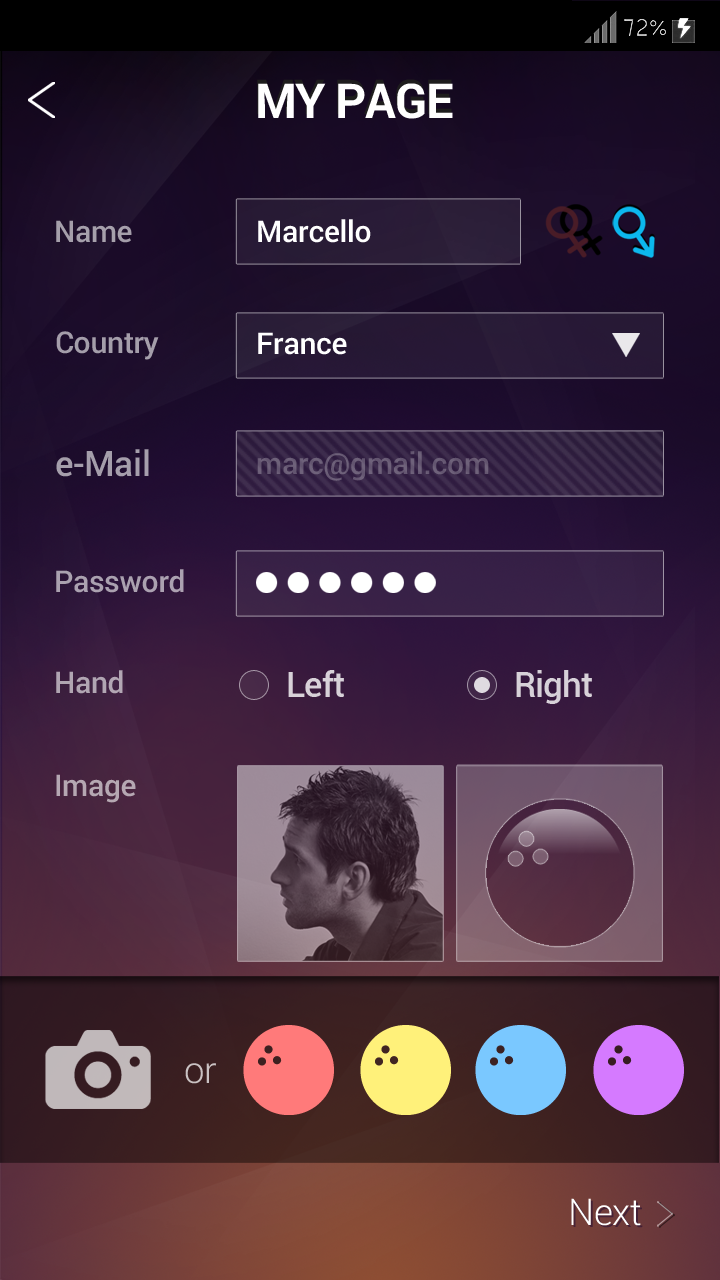 72%
MY PAGE
Name Marcello
Country France
e-Mail marc@gmail.com
Password
Hand Left Right
Image
or
Next